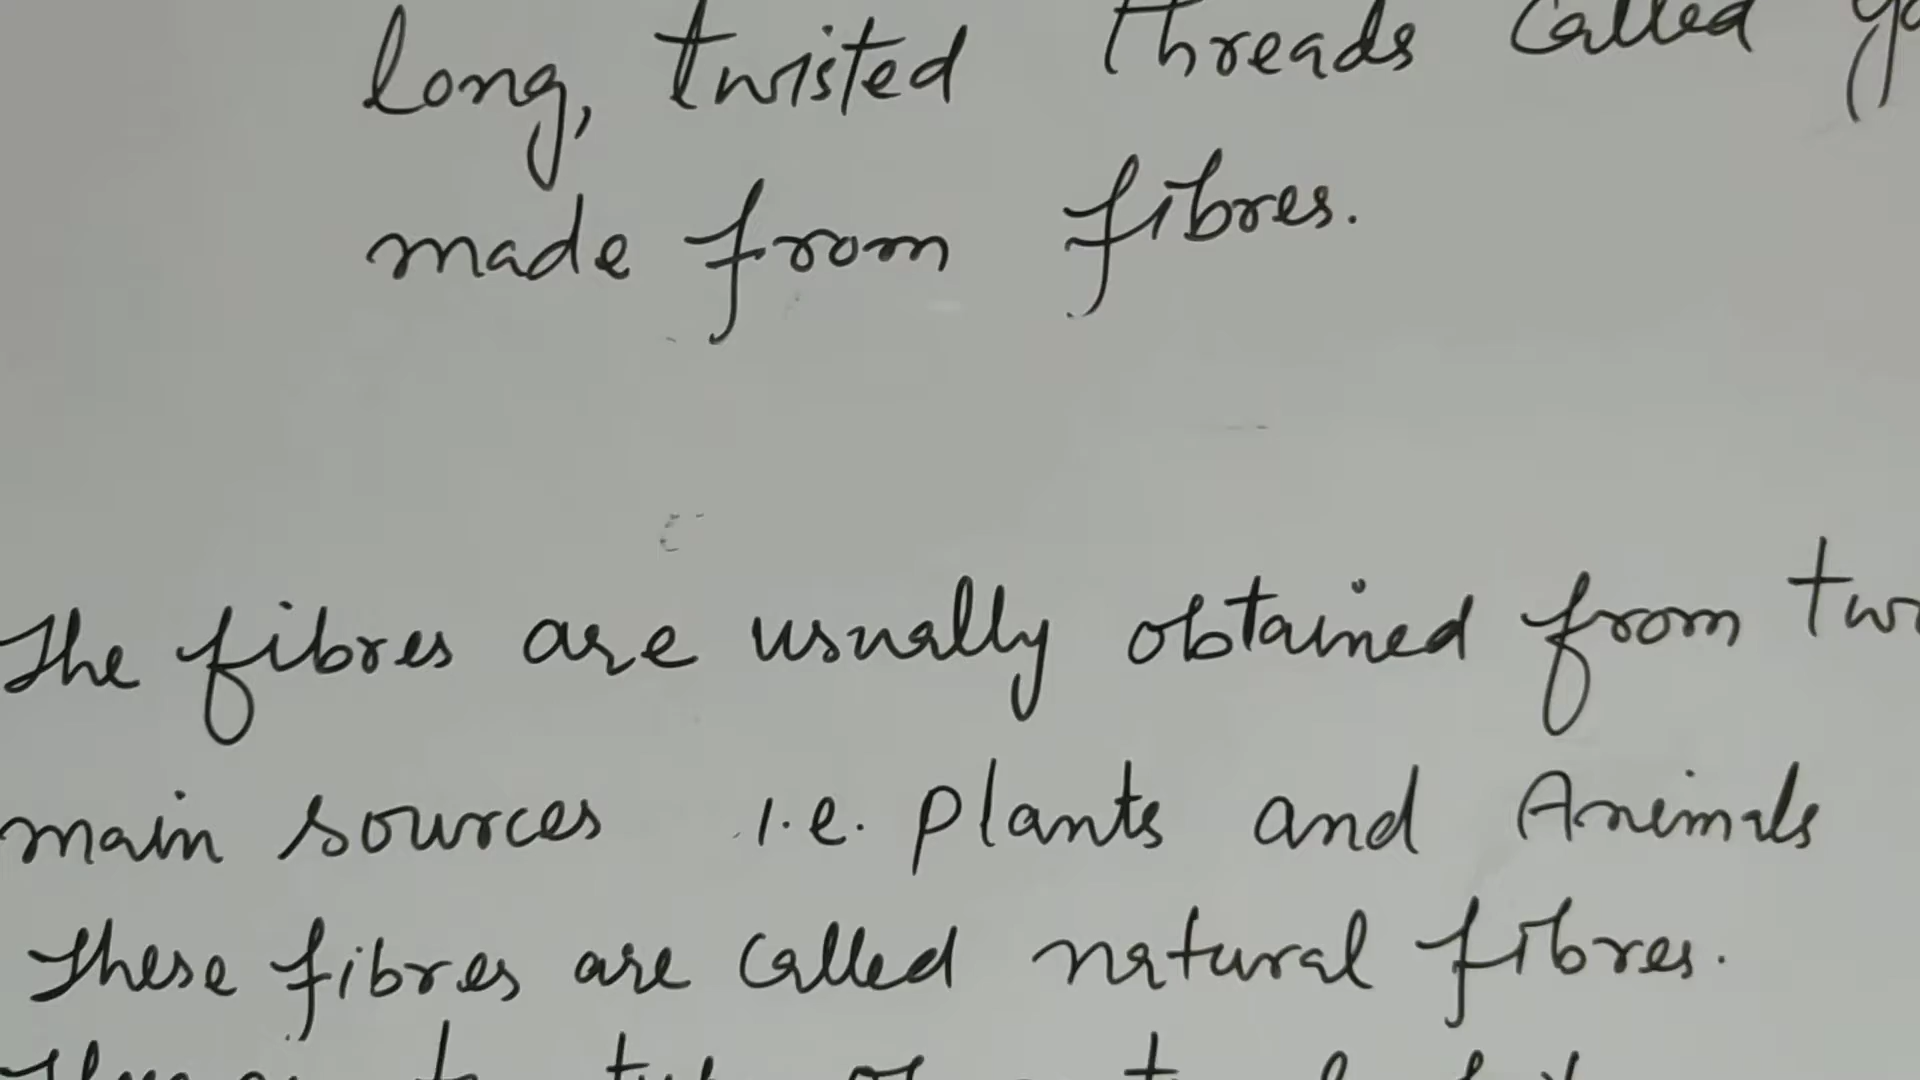 long, twisted threads called
made from fibres.
The fibres are usually obtained from
main sources i.e. plants and Animals
These fibres are called natural fibres.